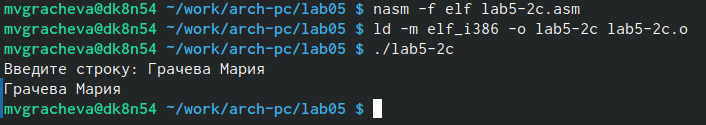 mvgracheva@dk8n54 ~/work/arch-pc/lab05 $ nasm -f elf lab5-2c.asm
mvgracheva@dk8n54 ~/work/arch-pc/lab05 $ ld -m elf_i386 -o lab5-2c lab5-2c.o
mvgracheva@dk8n54 ~/work/arch-pc/lab05 $ ./lab5-2c
Введите строку: Грачева Мария
Грачева Мария
mvgracheva@dk8n54 ~/work/arch-pc/lab05 $